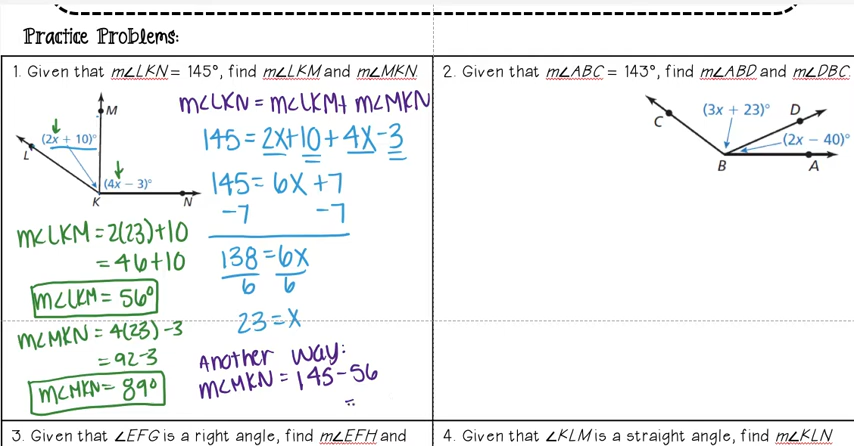 Practice Problems:
1. Given that m∠LKN = 145°, find m∠LKM and m∠MKN.
M
L
(2x + 10)°
(4x – 3)°
K
N
m∠LKN = m∠LKM + m∠MKN
145 = 2x+10+4x-3
145 = 6x +7
-7 -7
138 = 6x
6 6
23 = x
m∠LKM = 2(23)+10
= 46+10
m∠LKM = 56°
m∠MKN = 4(23) -3
= 92-3
m∠MKN = 89°
Another way:
m∠MKN = 145-56
=
2. Given that m∠ABC = 143°, find m∠ABD and m∠DBC.
C
(3x + 23)°
D
(2x – 40)°
B
A
3. Given that ∠EFG is a right angle, find m∠EFH and
4. Given that ∠KLM is a straight angle, find m∠KLN